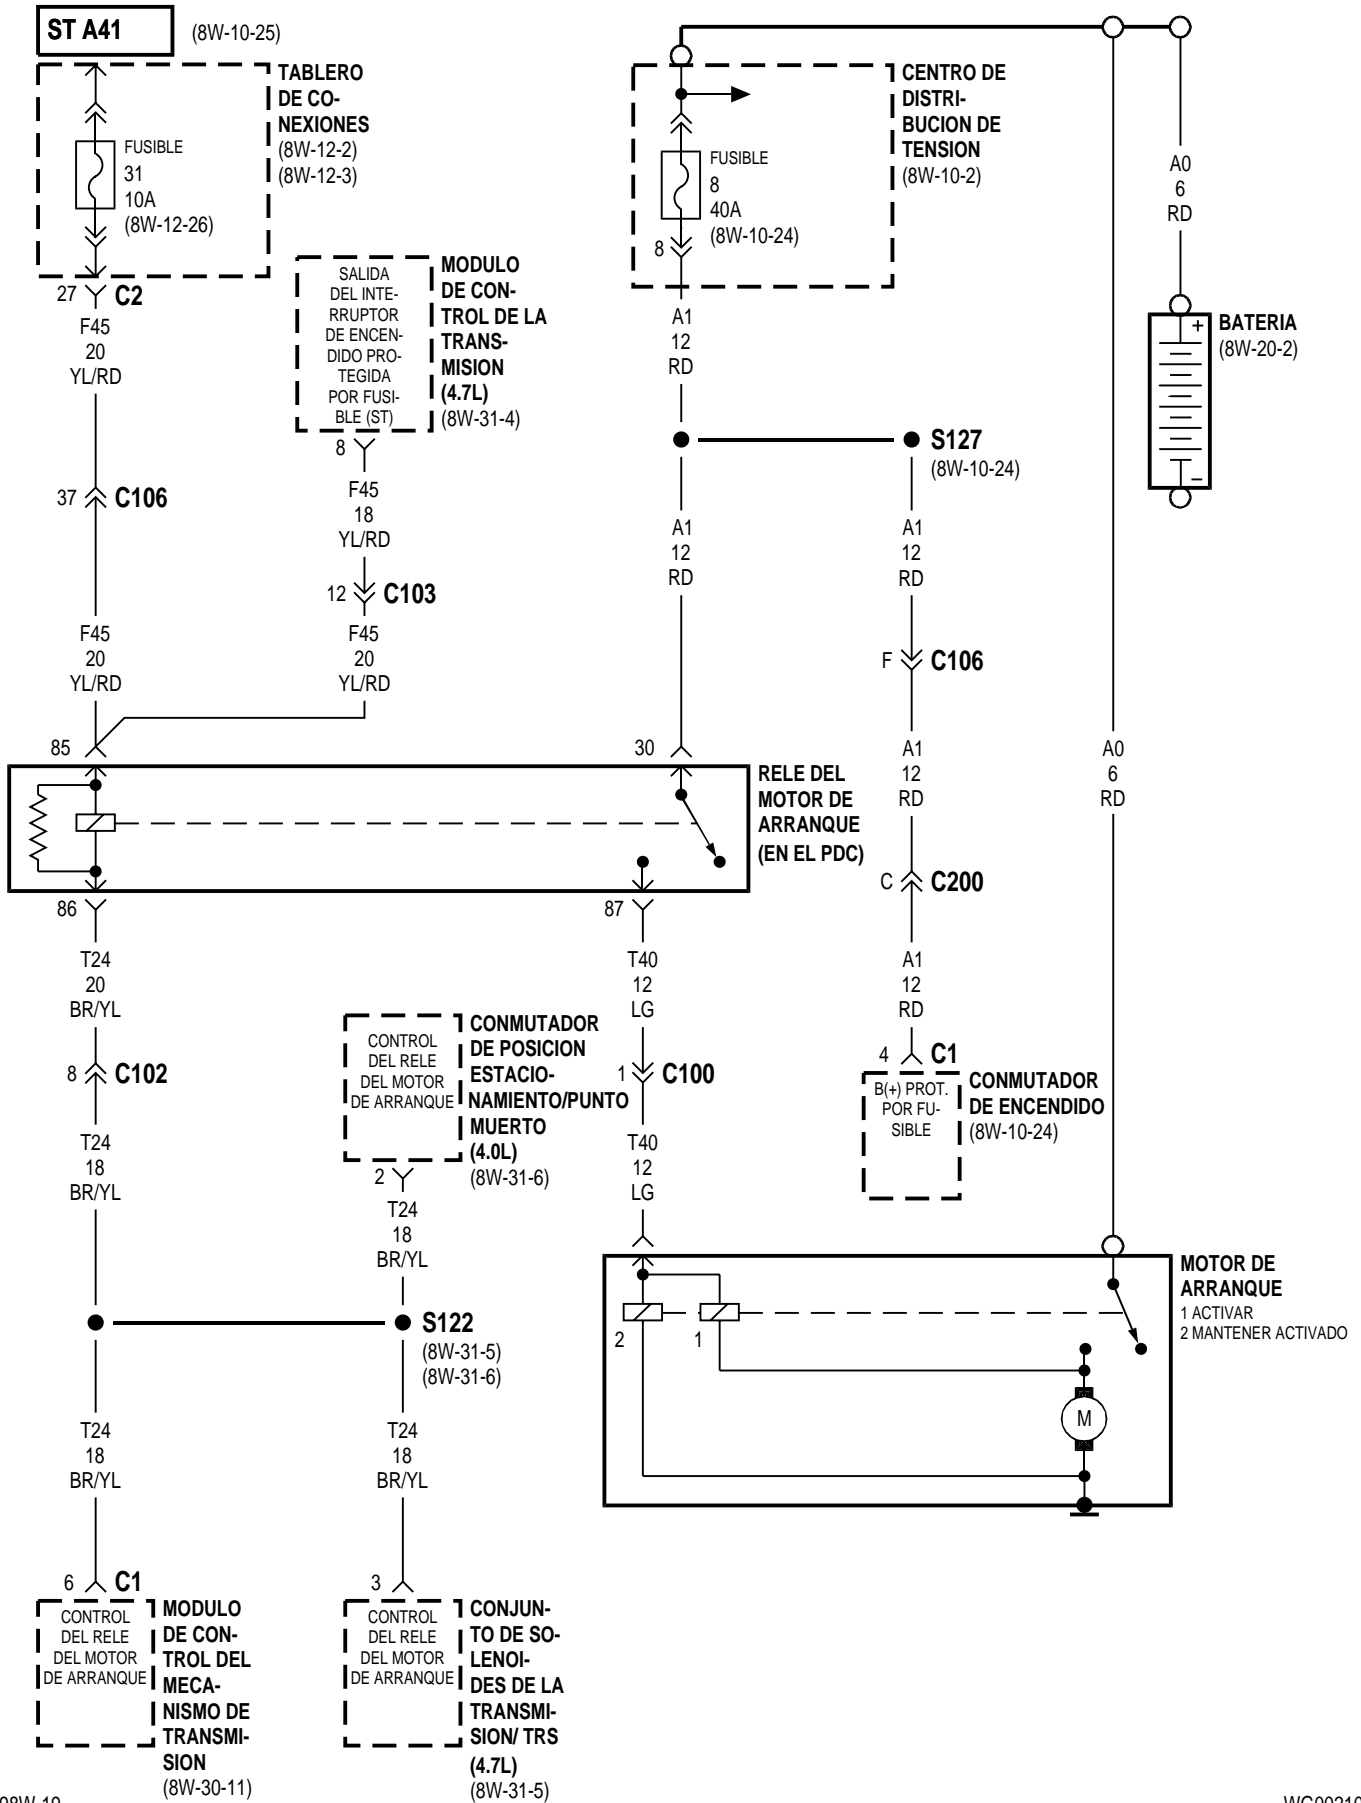 ST A41
(8W-10-25)
TABLERO
DE CO-
NEXIONES
(8W-12-2)
(8W-12-3)
FUSIBLE
31
10A
(8W-12-26)
27
C2
F45
20
YL/RD
37
C106
F45
20
YL/RD
SALIDA
DEL INTE-
RRUPTOR
DE ENCEN-
DIDO PRO-
TEGIDA
POR FUSI-
BLE (ST)
MODULO
DE CON-
TROL DE LA
TRANS-
MISION
(4.7L)
(8W-31-4)
8
F45
18
YL/RD
12
C103
F45
20
YL/RD
CENTRO DE
DISTRI-
BUCION DE
TENSION
(8W-10-2)
FUSIBLE
8
40A
(8W-10-24)
8
A1
12
RD
S127
(8W-10-24)
A1
12
RD
A1
12
RD
F
C106
A1
12
RD
C
C200
A1
12
RD
4
C1
B(+) PROT.
POR FU-
SIBLE
CONMUTADOR
DE ENCENDIDO
(8W-10-24)
A0
6
RD
+
-
BATERIA
(8W-20-2)
A0
6
RD
85
30
RELE DEL
MOTOR DE
ARRANQUE
(EN EL PDC)
86
87
T24
20
BR/YL
8
C102
T24
18
BR/YL
CONTROL
DEL RELE
DEL MOTOR
DE ARRANQUE
CONMUTADOR
DE POSICION
ESTACIO-
NAMIENTO/PUNTO
MUERTO
(4.0L)
(8W-31-6)
2
T24
18
BR/YL
T40
12
LG
1
C100
T40
12
LG
S122
(8W-31-5)
(8W-31-6)
T24
18
BR/YL
T24
18
BR/YL
MOTOR DE
ARRANQUE
1 ACTIVAR
2 MANTENER ACTIVADO
2
1
M
6
C1
CONTROL
DEL RELE
DEL MOTOR
DE ARRANQUE
MODULO
DE CON-
TROL DEL
MECA-
NISMO DE
TRANSMI-
SION
(8W-30-11)
3
CONTROL
DEL RELE
DEL MOTOR
DE ARRANQUE
CONJUN-
TO DE SO-
LENOI-
DES DE LA
TRANSMI-
SION/ TRS
(4.7L)
(8W-31-5)